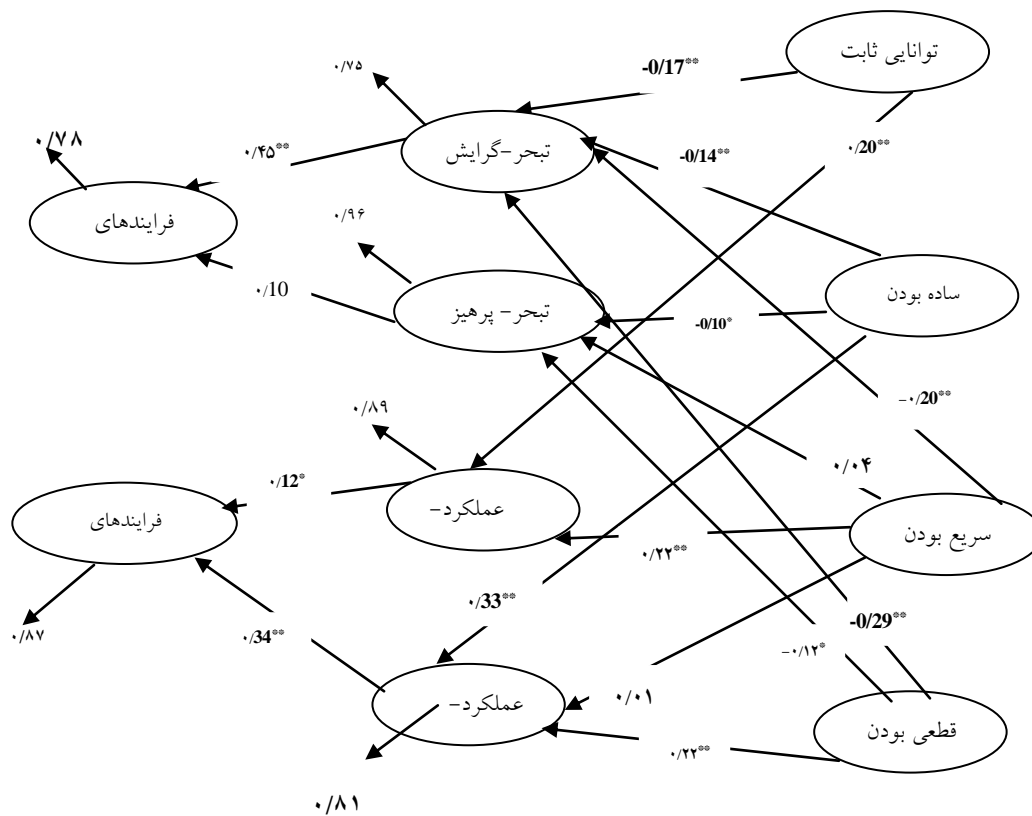 توانایی ثابت
-0/17**
۰/۷۵
۰/20**
۰/۷۸
۰/۴۵**
تبحر-گرایش
-0/14**
فرایندهای
۰/۹۶
۰/10
تبحر- پرهیز
-0/10*
ساده بودن
-۰/20**
۰/۸۹
۰/۰۴
۰/12*
عملکرد-
فرایندهای
۰/۲۲**
سریع بودن
۰/33**
-0/29**
۰/۸۷
۰/34**
-۰/۱۲*
عملکرد-
۰/۰۱
قطعی بودن
۰/۲۲**
۰/۸۱